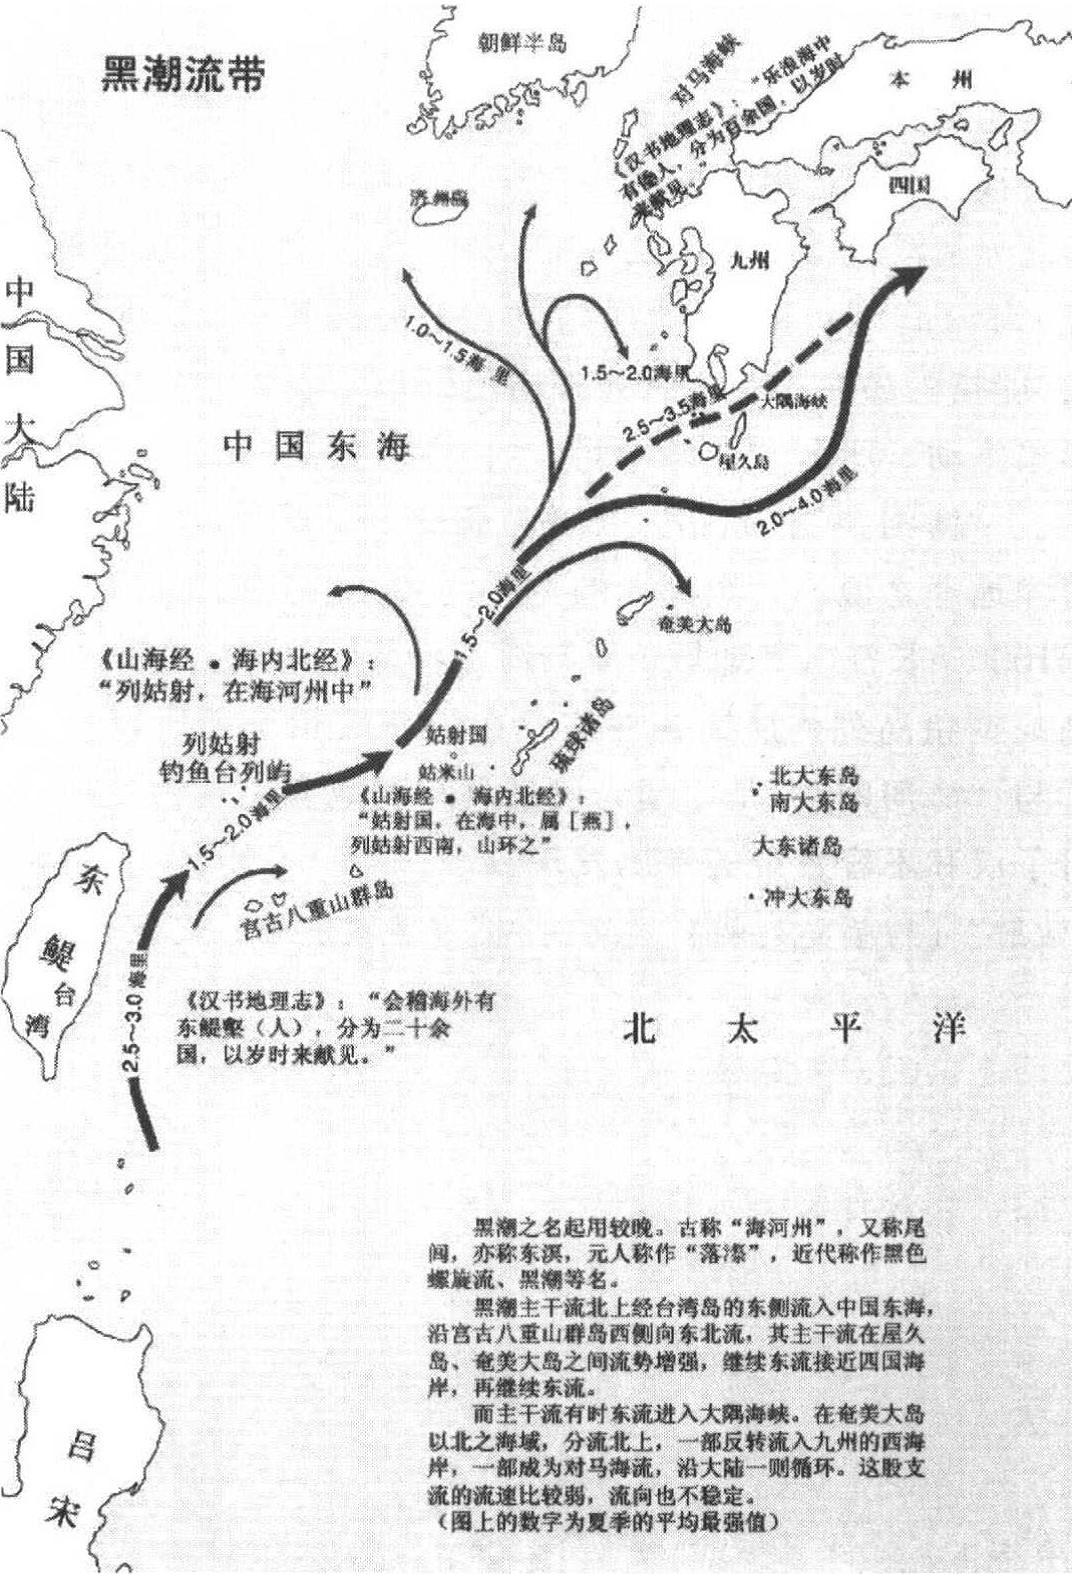 黑潮流带
朝鲜半岛
对马海峡
《汉书地理志》："乐浪海中
有倭人，分为百余国，以岁时
来献见。"
本州
四国
济州岛
九州
中国大陆
1.0～1.5海里
1.5～2.0海里
2.5～3.5海里
大隅海峡
中国东海
屋久岛
2.0～4.0海里
1.5～2.0海里
奄美大岛
《山海经•海内北经》：
"列姑射，在海河州中"
列姑射
钓鱼台列屿
姑射国
姑米山
琉球诸岛
《山海经•海内北经》：
"姑射国，在海中，属［燕］，
列姑射西南，山环之"
北大东岛
南大东岛
大东诸岛
冲大东岛
1.5～2.0海里
宫古八重山群岛
东鳀
台湾
2.5～3.0海里
《汉书地理志》："会稽海外有
东鳀壑（人），分为二十余
国，以岁时来献见。"
北太平洋
黑潮之名起用较晚。古称"海河州"，又称尾
闾，亦称东溟，元人称作"落漈"，近代称作黑色
螺旋流、黑潮等名。
黑潮主干流北上经台湾岛的东侧流入中国东海，
沿宫古八重山群岛西侧向东北流，其主干流在屋久
岛、奄美大岛之间流势增强，继续东流接近四国海
岸，再继续东流。
而主干流有时东流进入大隅海峡。在奄美大岛
以北之海域，分流北上，一部反转流入九州的西海
岸，一部成为对马海流，沿大陆一则循环。这股支
流的流速比较弱，流向也不稳定。
（图上的数字为夏季的平均最强值）
吕宋